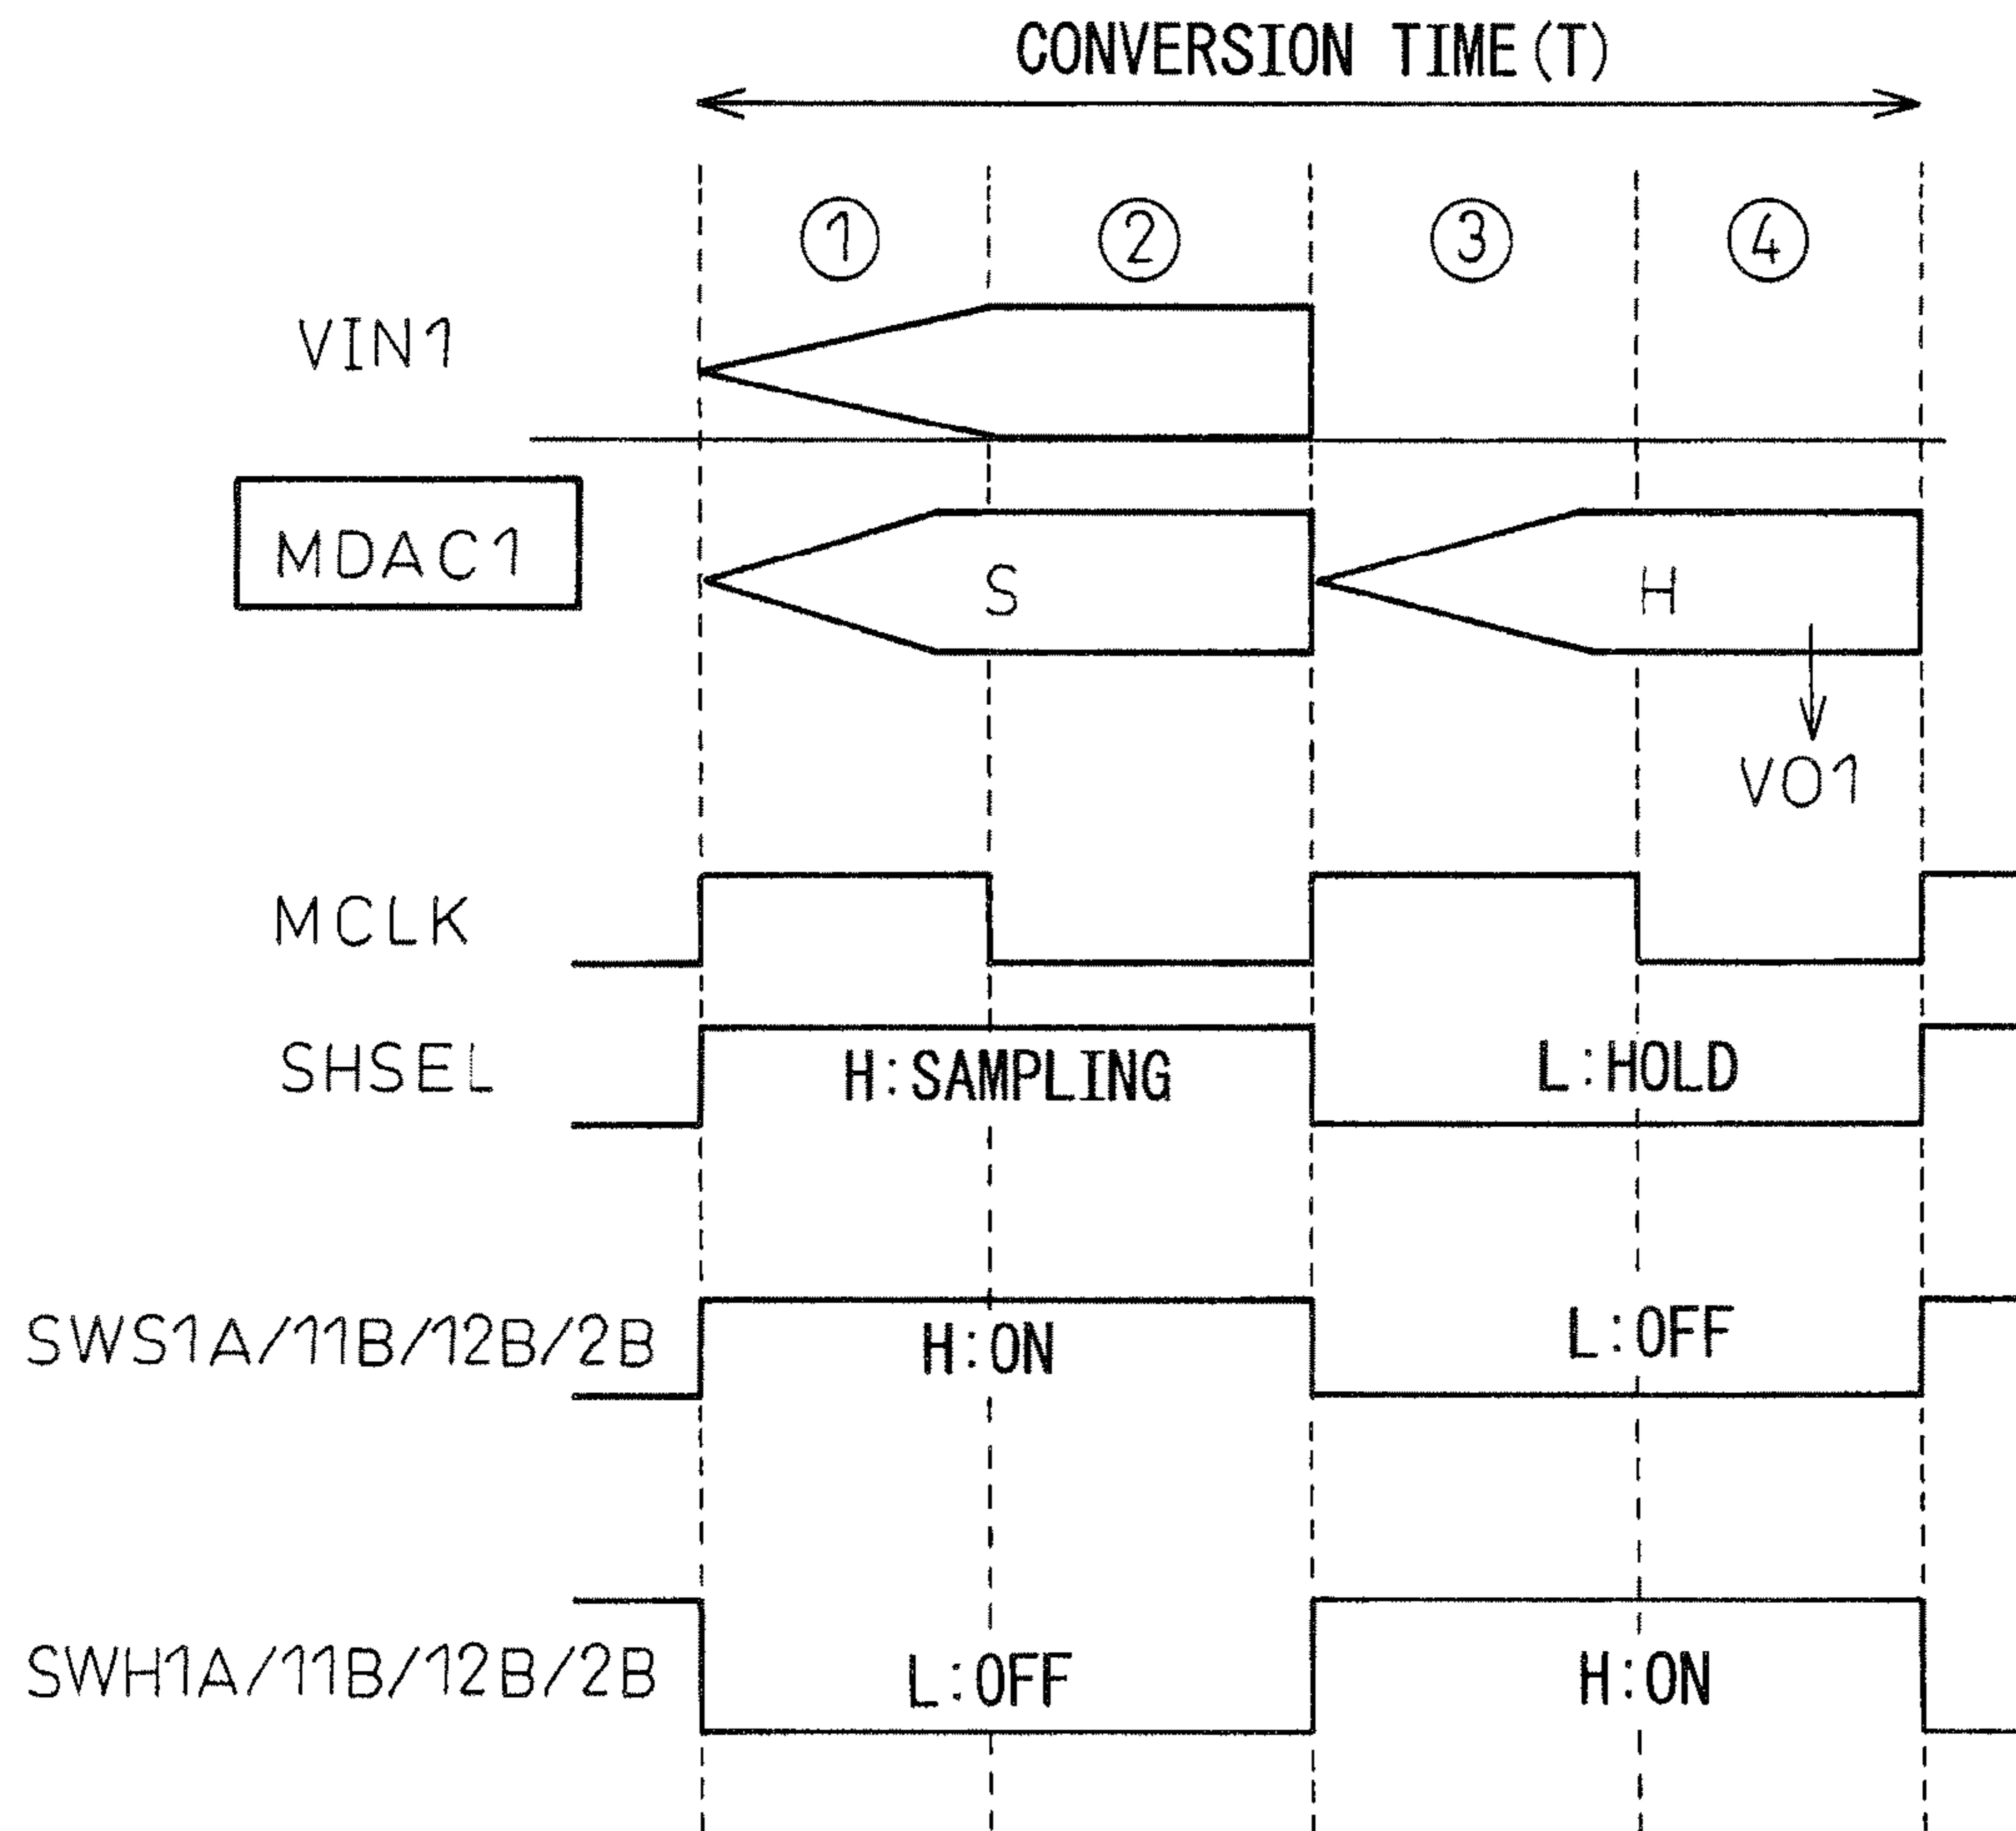 CONVERSION TIME(T)
① ② ③ ④
VIN1
MDAC1 S H
VO1
MCLK
SHSEL H:SAMPLING L:HOLD
SWS1A/11B/12B/2B H:ON L:OFF
SWH1A/11B/12B/2B L:OFF H:ON